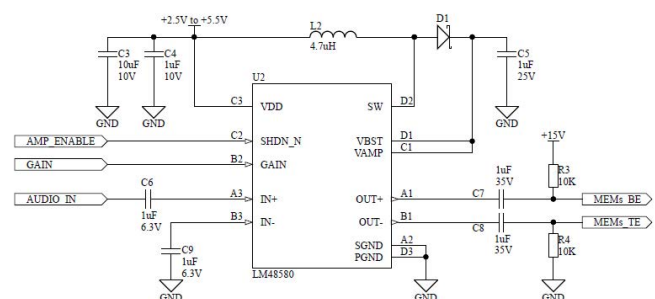 +2.5V to +5.5V
L2
4.7uH
D1
C3
10uF
10V
C4
1uF
10V
C5
1uF
25V
GND
GND
GND
U2
C3
VDD
SW
D2
AMP_ENABLE
C2
SHDN_N
VBST
D1
VAMP
C1
GAIN
B2
GAIN
+15V
AUDIO_IN
C6
1uF
6.3V
A3
IN+
OUT+
A1
C7
1uF
35V
R3
10K
MEMs_BE
B3
IN-
OUT-
B1
C8
1uF
35V
MEMs_TE
R4
10K
C9
1uF
6.3V
SGND
A2
PGND
D3
LM48580
GND
GND
GND